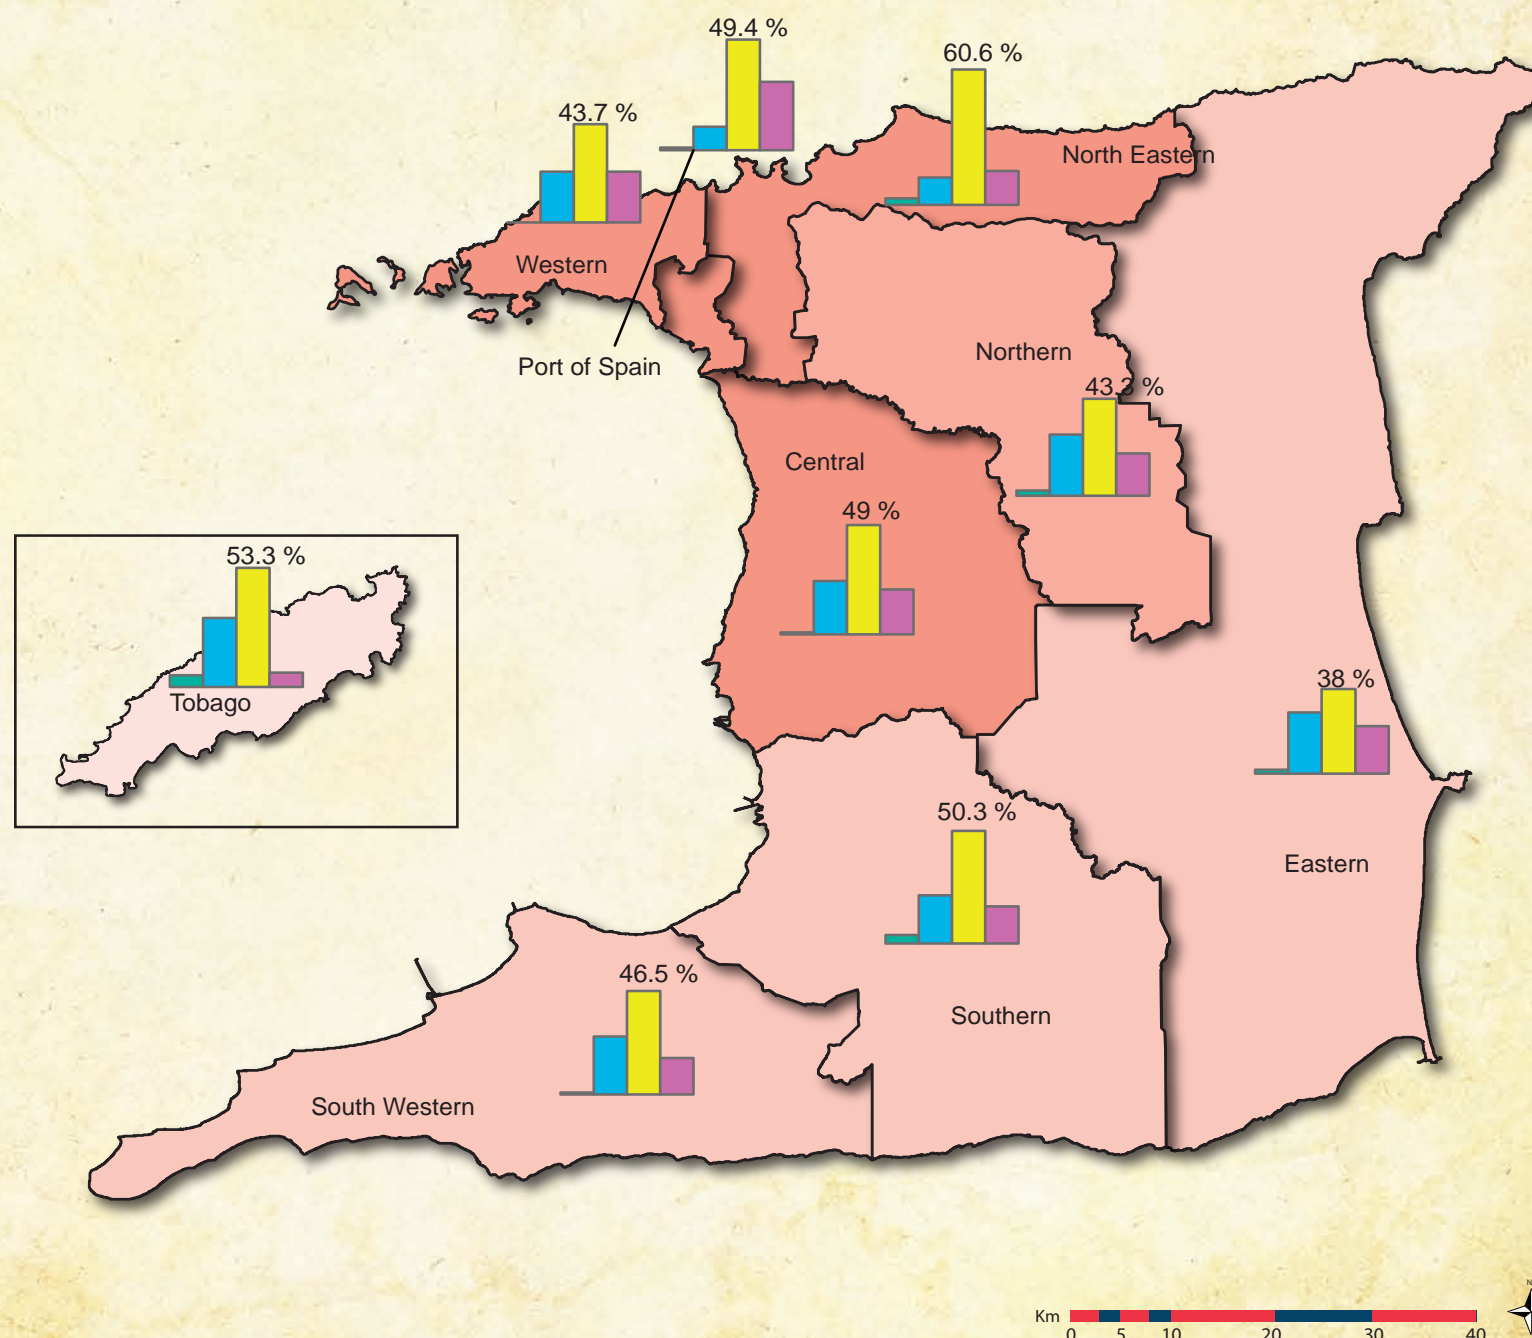 49.4 %
60.6 %
43.7 %
North Eastern
Western
Northern
Port of Spain
43.3 %
Central
49 %
53.3 %
Tobago
38 %
50.3 %
Eastern
46.5 %
Southern
South Western
N
Km
0 5 10 20 30 40